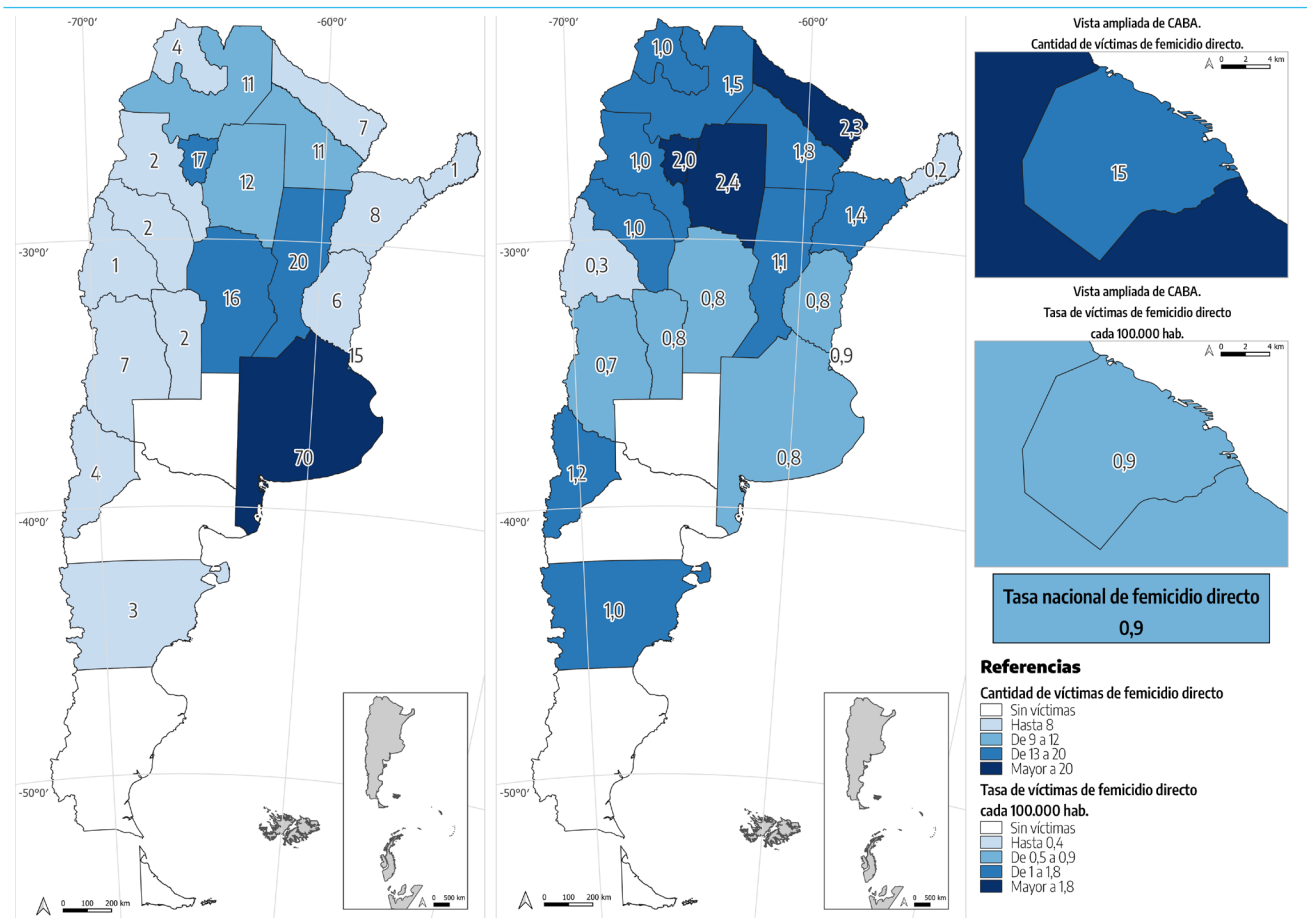 -70°0'
-60°0'
4
11
7
2
17
12
11
1
8
2
-30°0'
1
20
16
6
2
7
15
70
4
-40°0'
3
-50°0'
0 100 200 km
0 500 km
-70°0'
-60°0'
1,0
1,5
2,3
1,0
2,0
2,4
1,8
0,2
1,4
1,0
-30°0'
0,3
1,1
0,8
0,8
0,8
0,7
0,9
0,8
1,2
-40°0'
1,0
-50°0'
0 100 200 km
0 500 km
Vista ampliada de CABA.
Cantidad de víctimas de femicidio directo.
0 2 4 km
15
Vista ampliada de CABA.
Tasa de víctimas de femicidio directo
cada 100.000 hab.
0 2 4 km
0,9
Tasa nacional de femicidio directo
0,9
Referencias
Cantidad de víctimas de femicidio directo
Sin víctimas
Hasta 8
De 9 a 12
De 13 a 20
Mayor a 20
Tasa de víctimas de femicidio directo
cada 100.000 hab.
Sin víctimas
Hasta 0,4
De 0,5 a 0,9
De 1 a 1,8
Mayor a 1,8